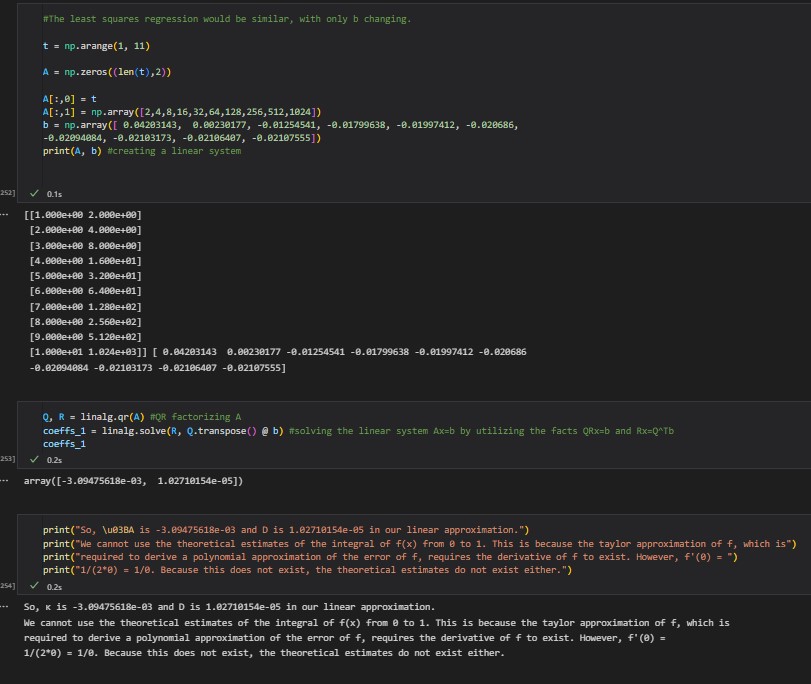 #The least squares regression would be similar, with only b changing.
t = np.arange(1, 11)
A = np.zeros((len(t),2))
A[:,0] = t
A[:,1] = np.array([2,4,8,16,32,64,128,256,512,1024])
b = np.array([ 0.04203143,  0.00230177, -0.01254541, -0.01799638, -0.01997412, -0.020686,
-0.02094084, -0.02103173, -0.02106407, -0.02107555])
print(A, b) #creating a linear system
252] ✓ 0.1s
... [[1.000e+00 2.000e+00]
[2.000e+00 4.000e+00]
[3.000e+00 8.000e+00]
[4.000e+00 1.600e+01]
[5.000e+00 3.200e+01]
[6.000e+00 6.400e+01]
[7.000e+00 1.280e+02]
[8.000e+00 2.560e+02]
[9.000e+00 5.120e+02]
[1.000e+01 1.024e+03]] [ 0.04203143  0.00230177 -0.01254541 -0.01799638 -0.01997412 -0.020686
-0.02094084 -0.02103173 -0.02106407 -0.02107555]
Q, R = linalg.qr(A) #QR factorizing A
coeffs_1 = linalg.solve(R, Q.transpose() @ b) #solving the linear system Ax=b by utilizing the facts QRx=b and Rx=Q^Tb
coeffs_1
253] ✓ 0.2s
... array([-3.09475618e-03,  1.02710154e-05])
print("So, \u03BA is -3.09475618e-03 and D is 1.02710154e-05 in our linear approximation.")
print("We cannot use the theoretical estimates of the integral of f(x) from 0 to 1. This is because the taylor approximation of f, which is")
print("required to derive a polynomial approximation of the error of f, requires the derivative of f to exist. However, f'(0) = ")
print("1/(2*0) = 1/0. Because this does not exist, the theoretical estimates do not exist either.")
254] ✓ 0.2s
... So, κ is -3.09475618e-03 and D is 1.02710154e-05 in our linear approximation.
We cannot use the theoretical estimates of the integral of f(x) from 0 to 1. This is because the taylor approximation of f, which is
required to derive a polynomial approximation of the error of f, requires the derivative of f to exist. However, f'(0) =
1/(2*0) = 1/0. Because this does not exist, the theoretical estimates do not exist either.